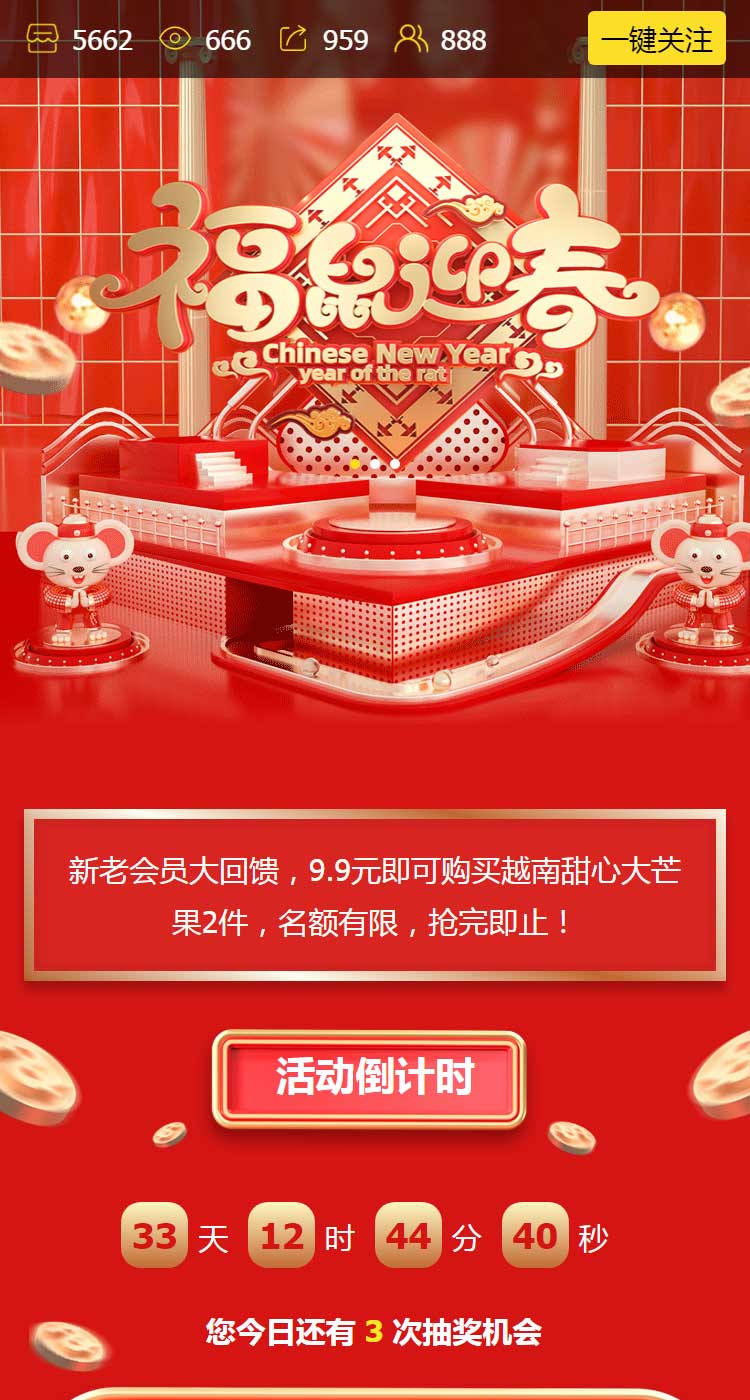 5662 666 959 888 一键关注
福鼠迎春
Chinese New Year
year of the rat
新老会员大回馈，9.9元即可购买越南甜心大芒
果2件，名额有限，抢完即止！
活动倒计时
33 天 12 时 44 分 40 秒
您今日还有 3 次抽奖机会